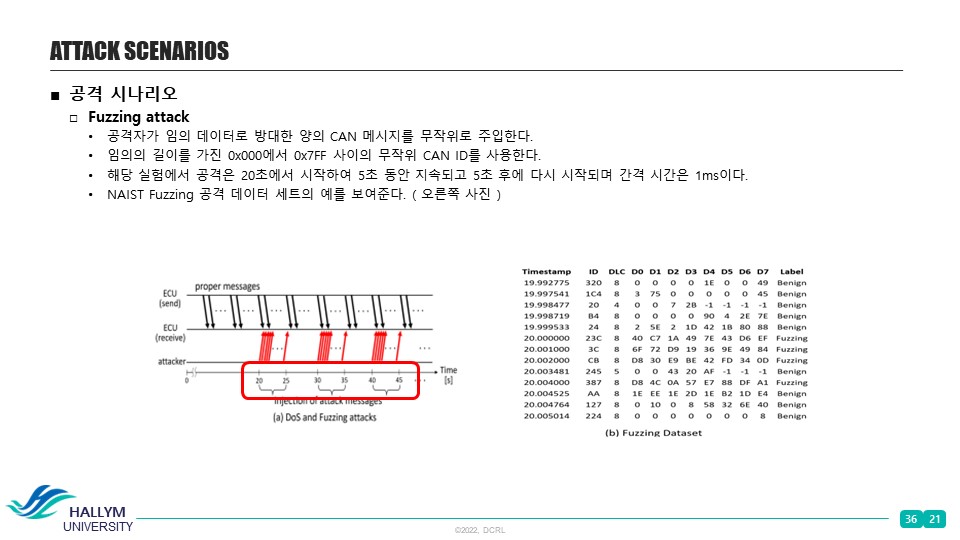 ATTACK SCENARIOS
■ 공격 시나리오
□ Fuzzing attack
• 공격자가 임의 데이터로 방대한 양의 CAN 메시지를 무작위로 주입한다.
• 임의의 길이를 가진 0x000에서 0x7FF 사이의 무작위 CAN ID를 사용한다.
• 해당 실험에서 공격은 20초에서 시작하여 5초 동안 지속되고 5초 후에 다시 시작되며 간격 시간은 1ms이다.
• NAIST Fuzzing 공격 데이터 세트의 예를 보여준다. ( 오른쪽 사진 )
proper messages
ECU
(send)
ECU
(receive)
attacker
0 20 25 ... 30 35 ... 40 45 ...
Time
[s]
Injection of attack messages
(a) DoS and Fuzzing attacks
Timestamp ID DLC D0 D1 D2 D3 D4 D5 D6 D7 Label
19.992775 320 8 0 0 0 0 1E 0 0 49 Benign
19.997541 1C4 8 3 75 0 0 0 0 0 45 Benign
19.998477 20 4 0 0 7 2B -1 -1 -1 -1 Benign
19.998719 B4 8 0 0 0 0 90 4 2E 7E Benign
19.999533 24 8 2 5E 2 1D 42 1B 80 88 Benign
20.000000 23C 8 40 C7 1A 49 7E 43 D6 EF Fuzzing
20.001000 3C 8 6F 72 D9 19 36 9E 49 84 Fuzzing
20.002000 CB 8 D8 30 E9 BE 42 FD 34 0D Fuzzing
20.003481 245 5 0 0 43 20 AF -1 -1 -1 Benign
20.004000 387 8 D8 4C 0A 57 E7 88 DF A1 Fuzzing
20.004525 AA 8 1E EE 1E 2D 1E B2 1D E4 Benign
20.004764 127 8 0 10 0 8 58 32 6E 40 Benign
20.005014 224 8 0 0 0 0 0 0 0 8 Benign
(b) Fuzzing Dataset
HALLYM
UNIVERSITY
©2022, DCRL
36 21